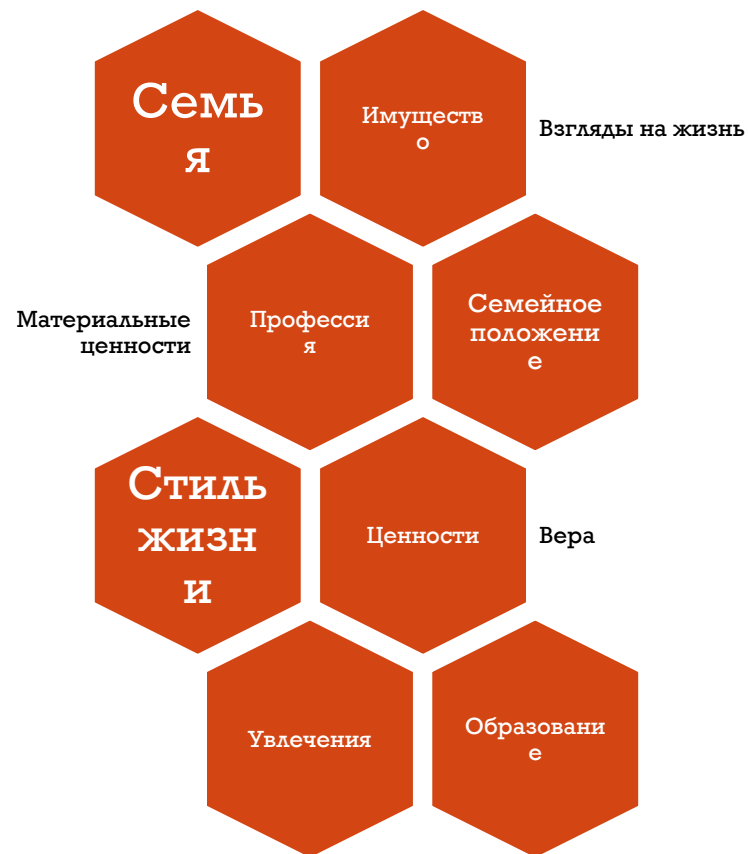 Семь
я
Имуществ
о
Взгляды на жизнь
Материальные
ценности
Професси
я
Семейное
положени
е
Стиль
жизн
и
Ценности
Вера
Увлечения
Образовани
е